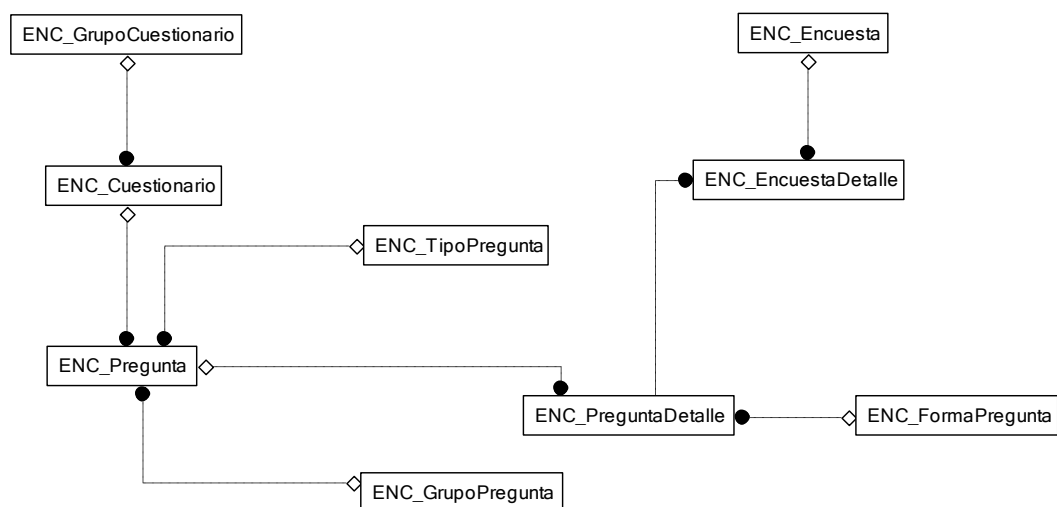 ENC_GrupoCuestionario
ENC_Encuesta
ENC_Cuestionario
ENC_EncuestaDetalle
ENC_TipoPregunta
ENC_Pregunta
ENC_PreguntaDetalle
ENC_FormaPregunta
ENC_GrupoPregunta